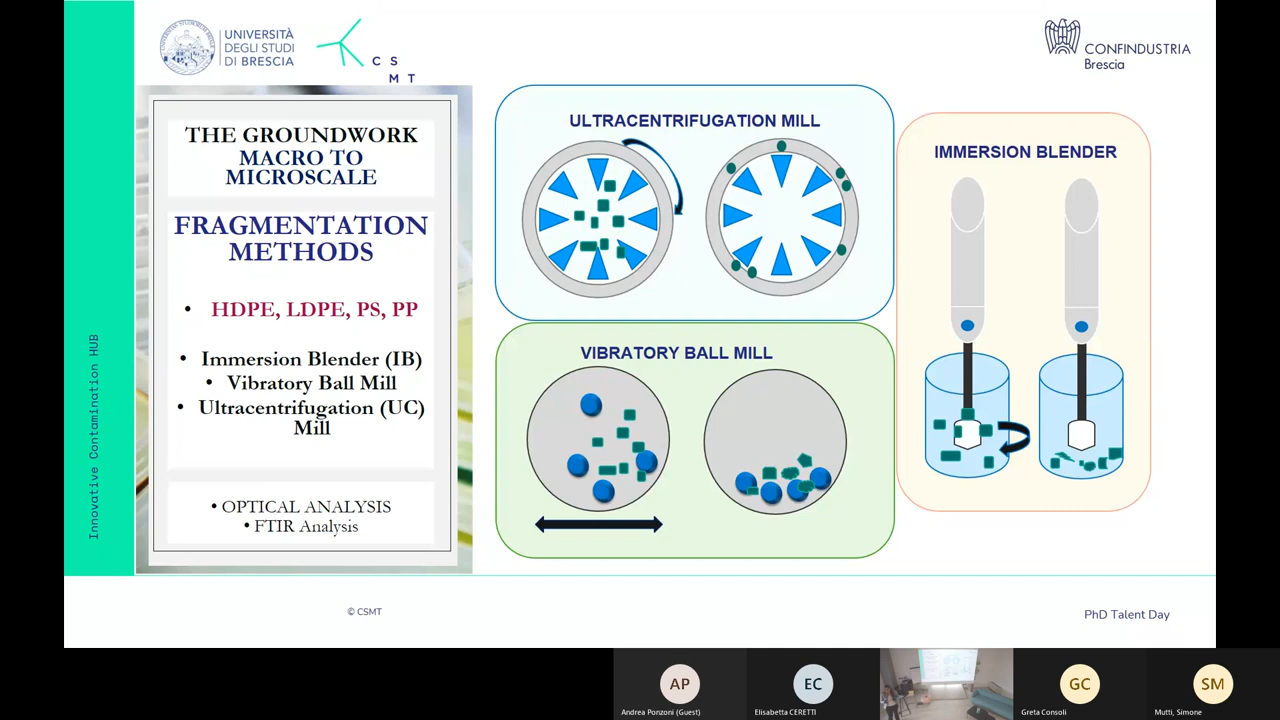 UNIVERSITÀ
DEGLI STUDI
DI BRESCIA
C S
M T
CONFINDUSTRIA
Brescia
THE GROUNDWORK
MACRO TO
MICROSCALE
FRAGMENTATION
METHODS
• HDPE, LDPE, PS, PP
• Immersion Blender (IB)
• Vibratory Ball Mill
• Ultracentrifugation (UC)
Mill
• OPTICAL ANALYSIS
• FTIR Analysis
ULTRACENTRIFUGATION MILL
VIBRATORY BALL MILL
IMMERSION BLENDER
Innovative Contamination HUB
© CSMT
PhD Talent Day
AP
Andrea Ponzoni (Guest)
EC
Elisabetta CERETTI
GC
Greta Consoli
SM
Mutti, Simone